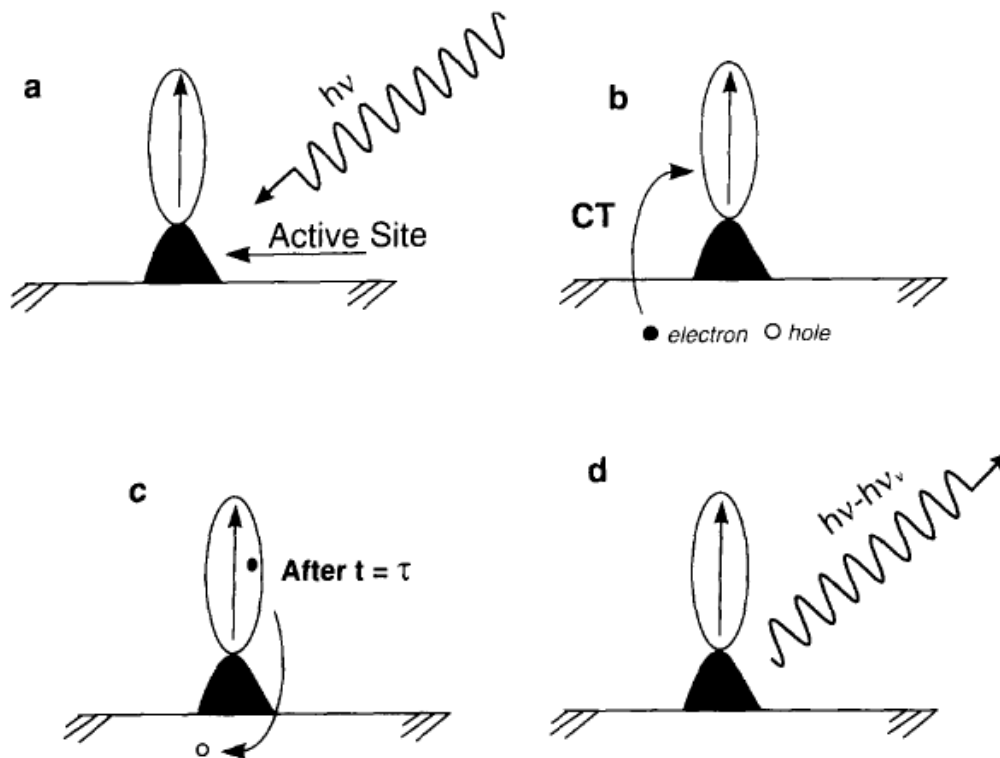 a
hν
Active Site
b
CT
electron
hole
c
After t = τ
d
hν-hνᵥ